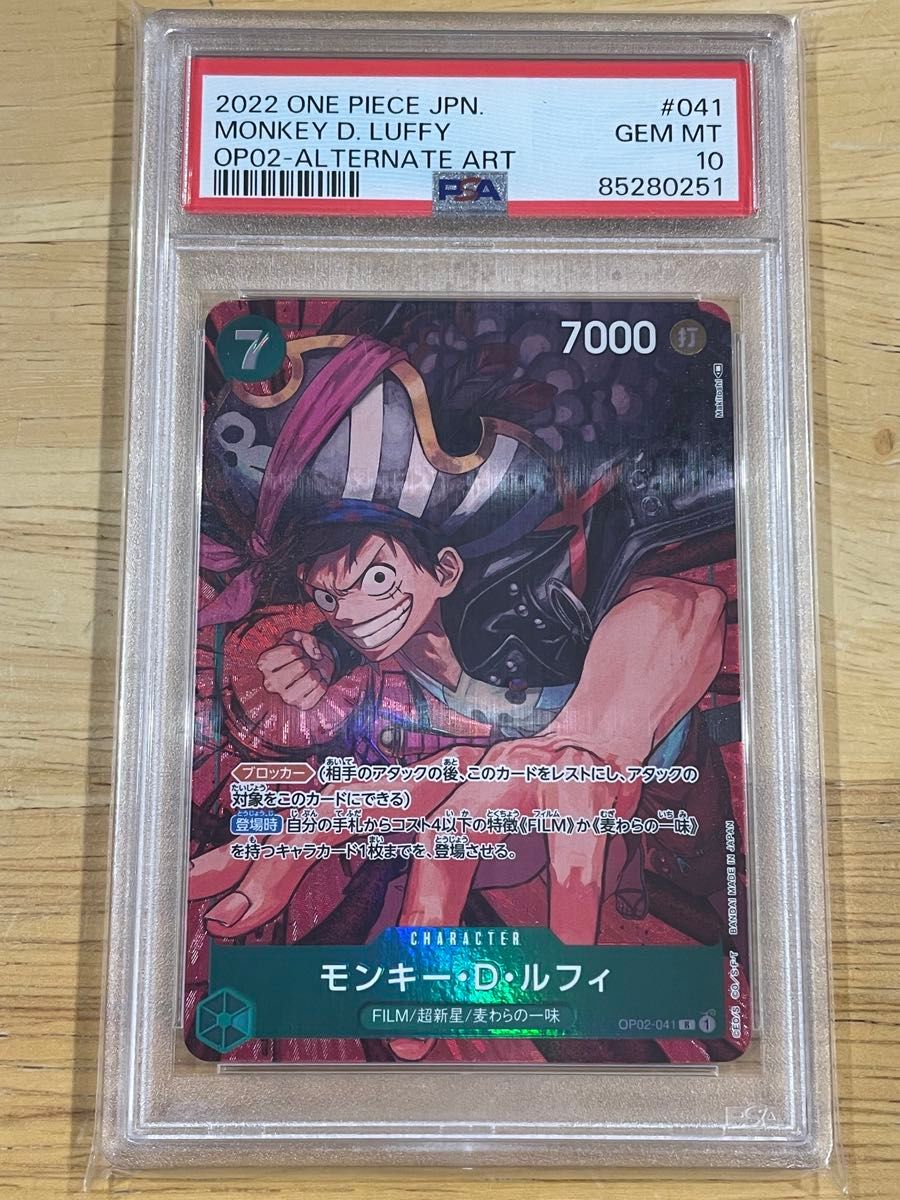 2022 ONE PIECE JPN. #041
MONKEY D. LUFFY GEM MT
OP02-ALTERNATE ART 10
PSA 85280251
7 7000 打
Makitoshi
ブロッカー (相手のアタックの後、このカードをレストにし、アタックの
対象をこのカードにできる)
登場時 自分の手札からコスト4以下の特徴《FILM》か《麦わらの一味》
を持つキャラカード1枚までを、登場させる。
BANDAI MADE IN JAPAN
©EO/S ©O/S･F･T
CHARACTER
モンキー・D・ルフィ
FILM/超新星/麦わらの一味
OP02-041 R 1
PSA